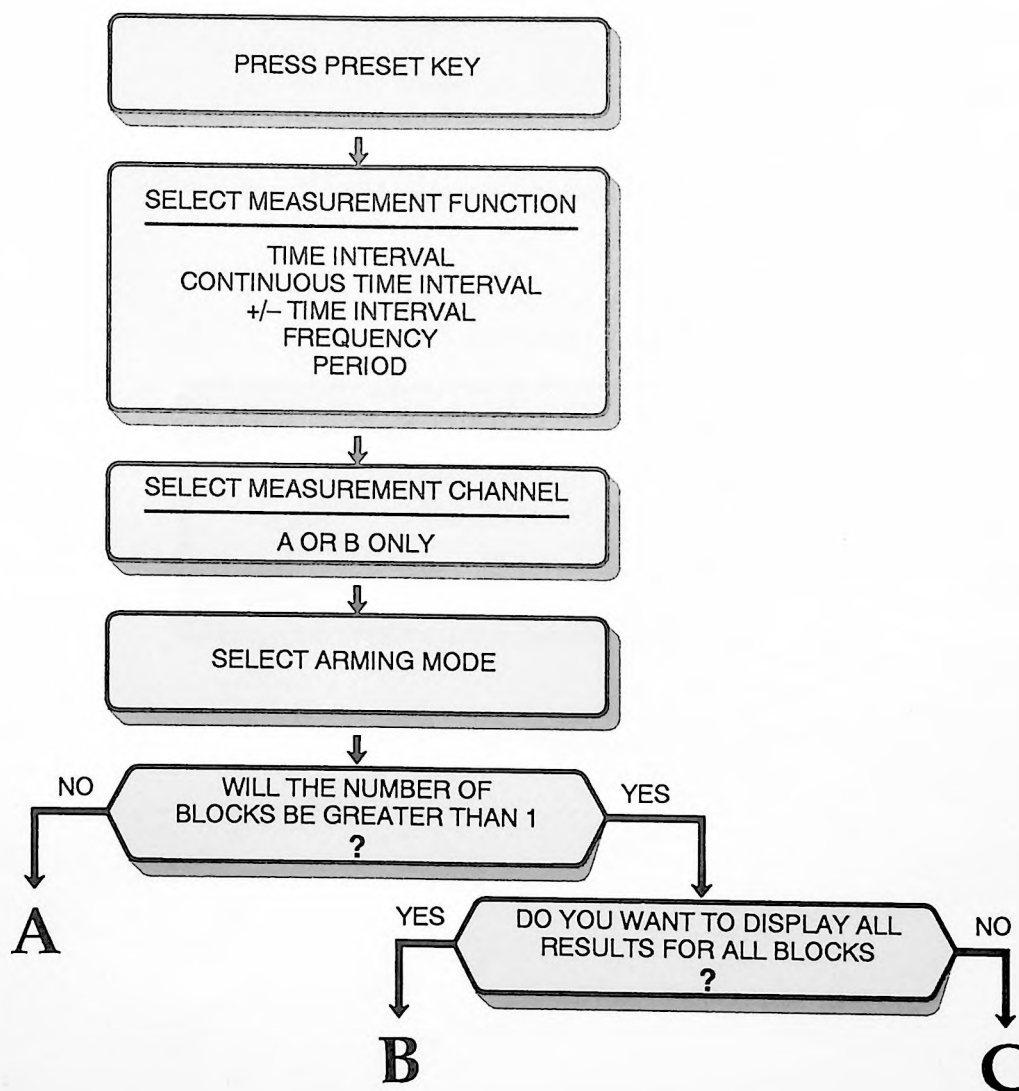 PRESS PRESET KEY
SELECT MEASUREMENT FUNCTION
TIME INTERVAL
CONTINUOUS TIME INTERVAL
+/– TIME INTERVAL
FREQUENCY
PERIOD
SELECT MEASUREMENT CHANNEL
A OR B ONLY
SELECT ARMING MODE
NO
WILL THE NUMBER OF
BLOCKS BE GREATER THAN 1
?
YES
A
YES
DO YOU WANT TO DISPLAY ALL
RESULTS FOR ALL BLOCKS
?
NO
B
C